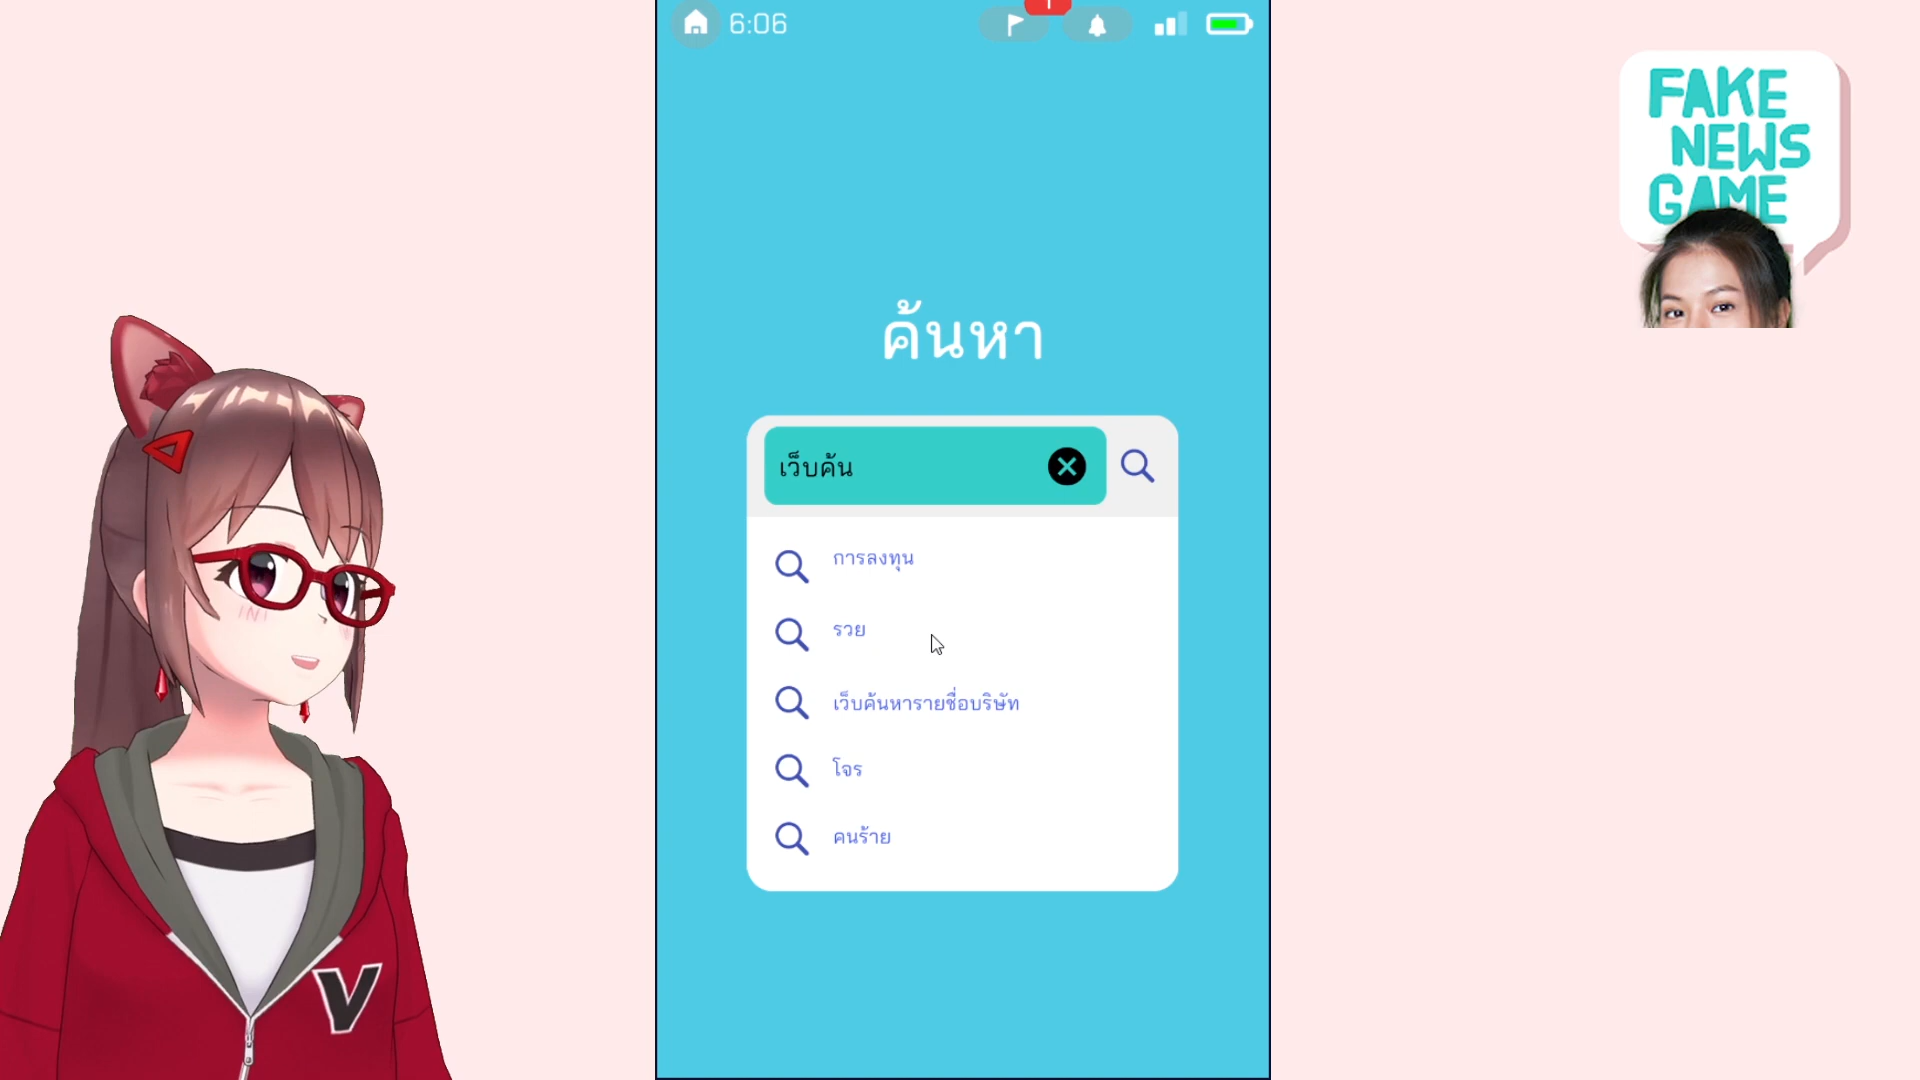 6:06
FAKE
NEWS
GAME
ค้นหา
เว็บค้น
การลงทุน
รวย
เว็บค้นหารายชื่อบริษัท
โจร
คนร้าย
V